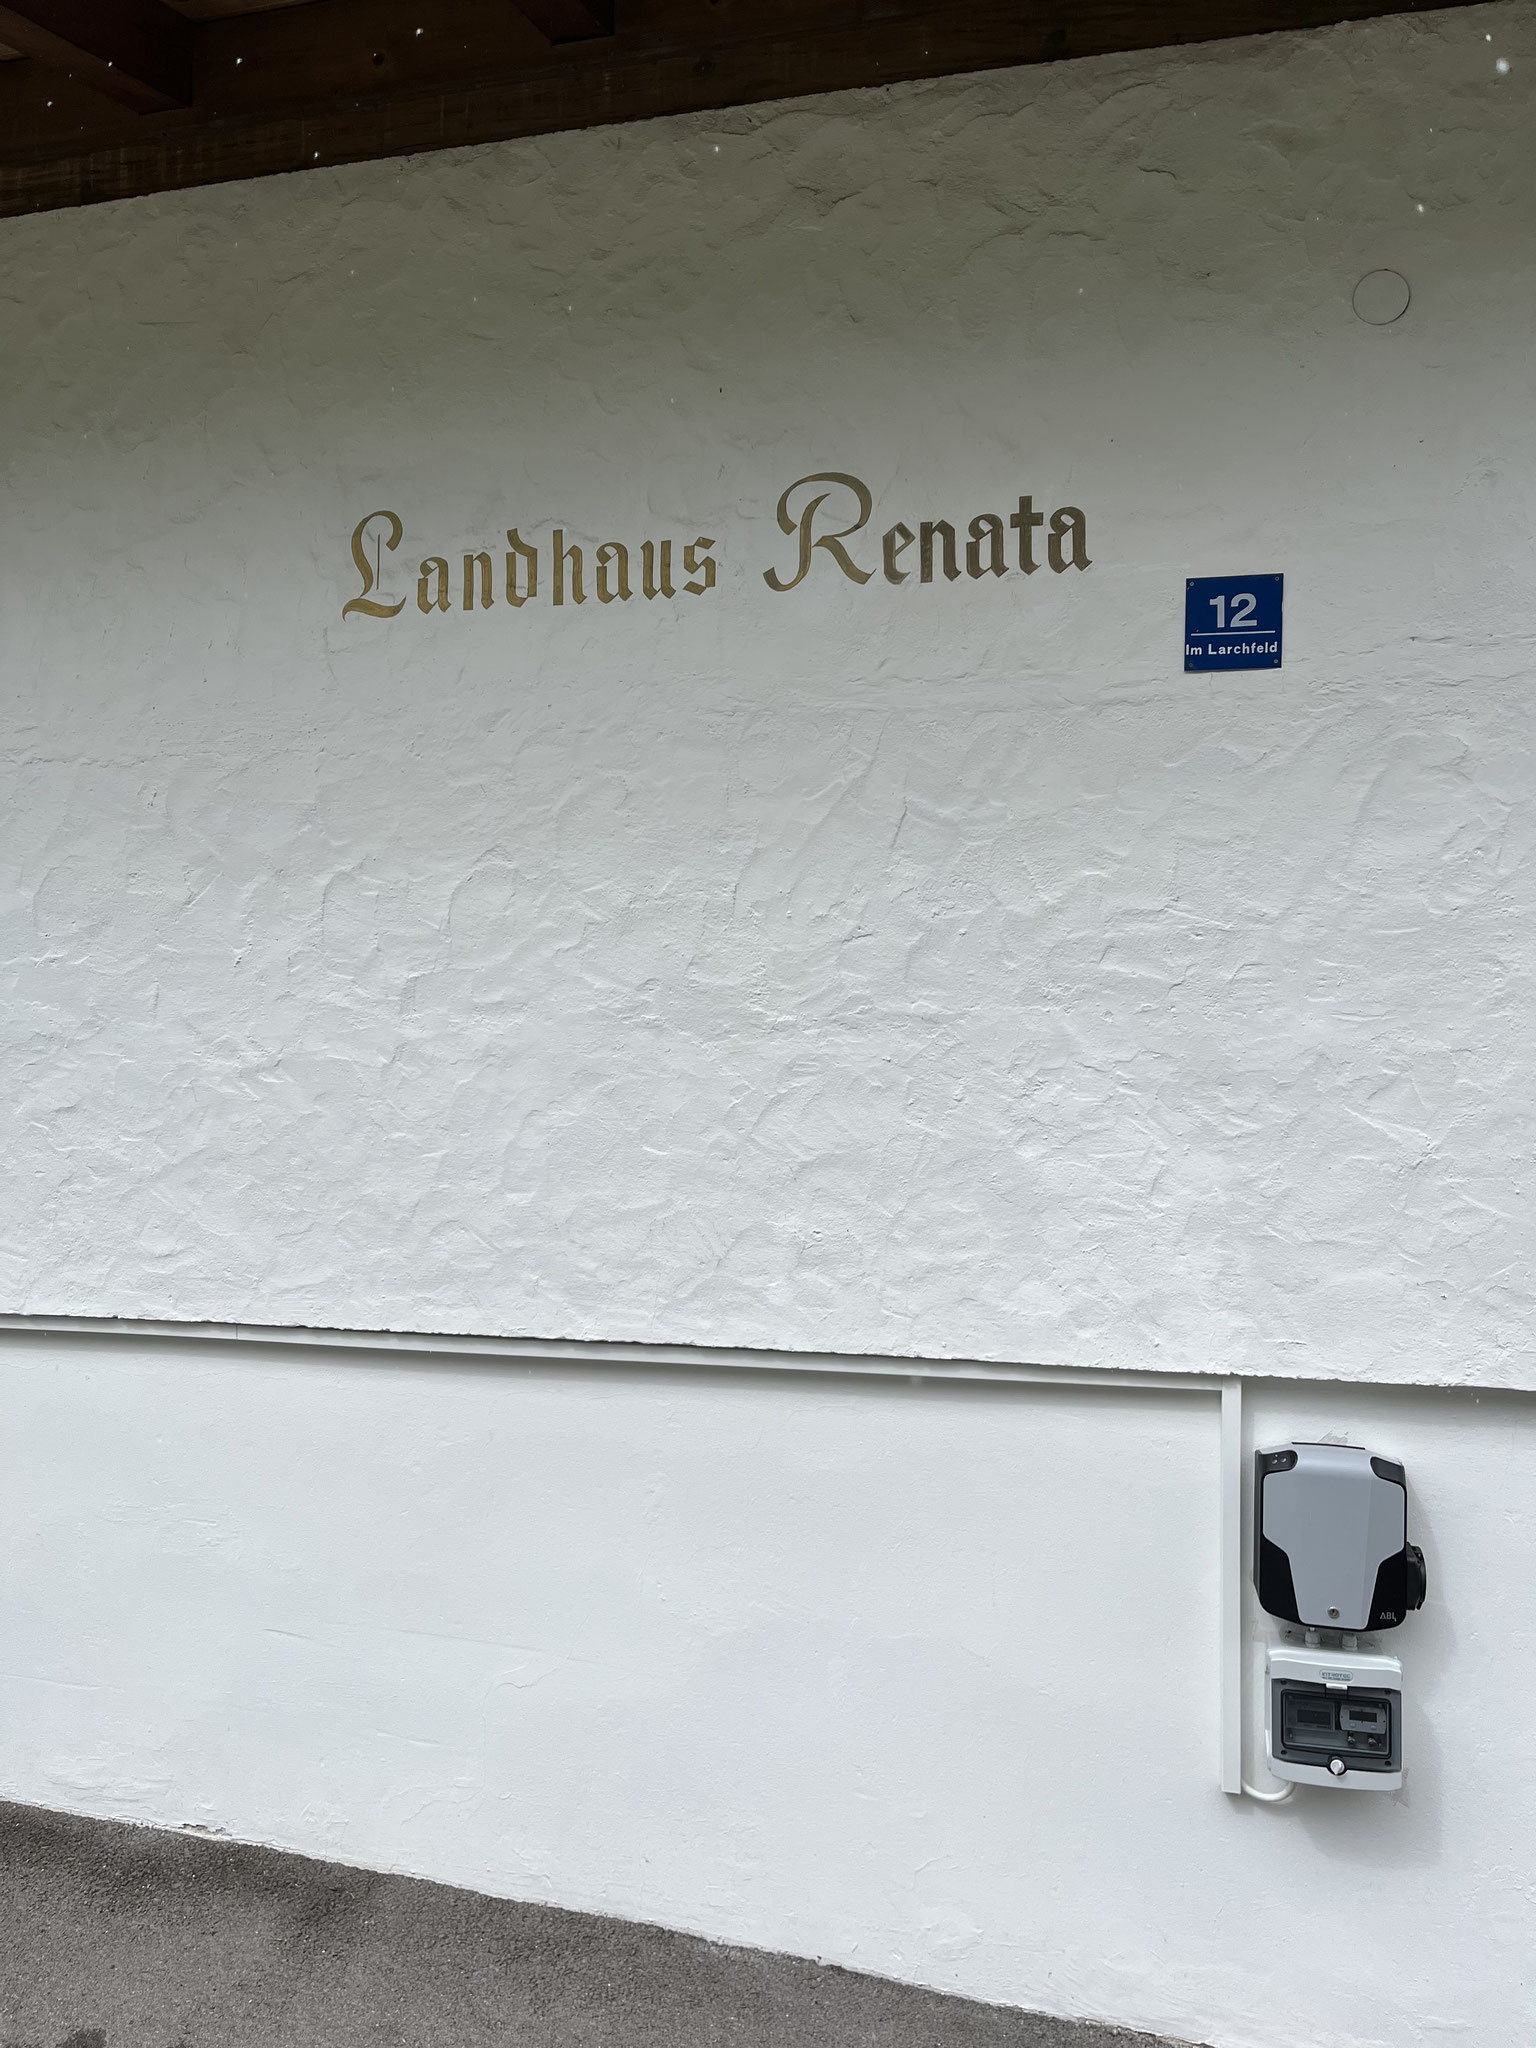 Landhaus Renata
12
Im Larchfeld
ABL